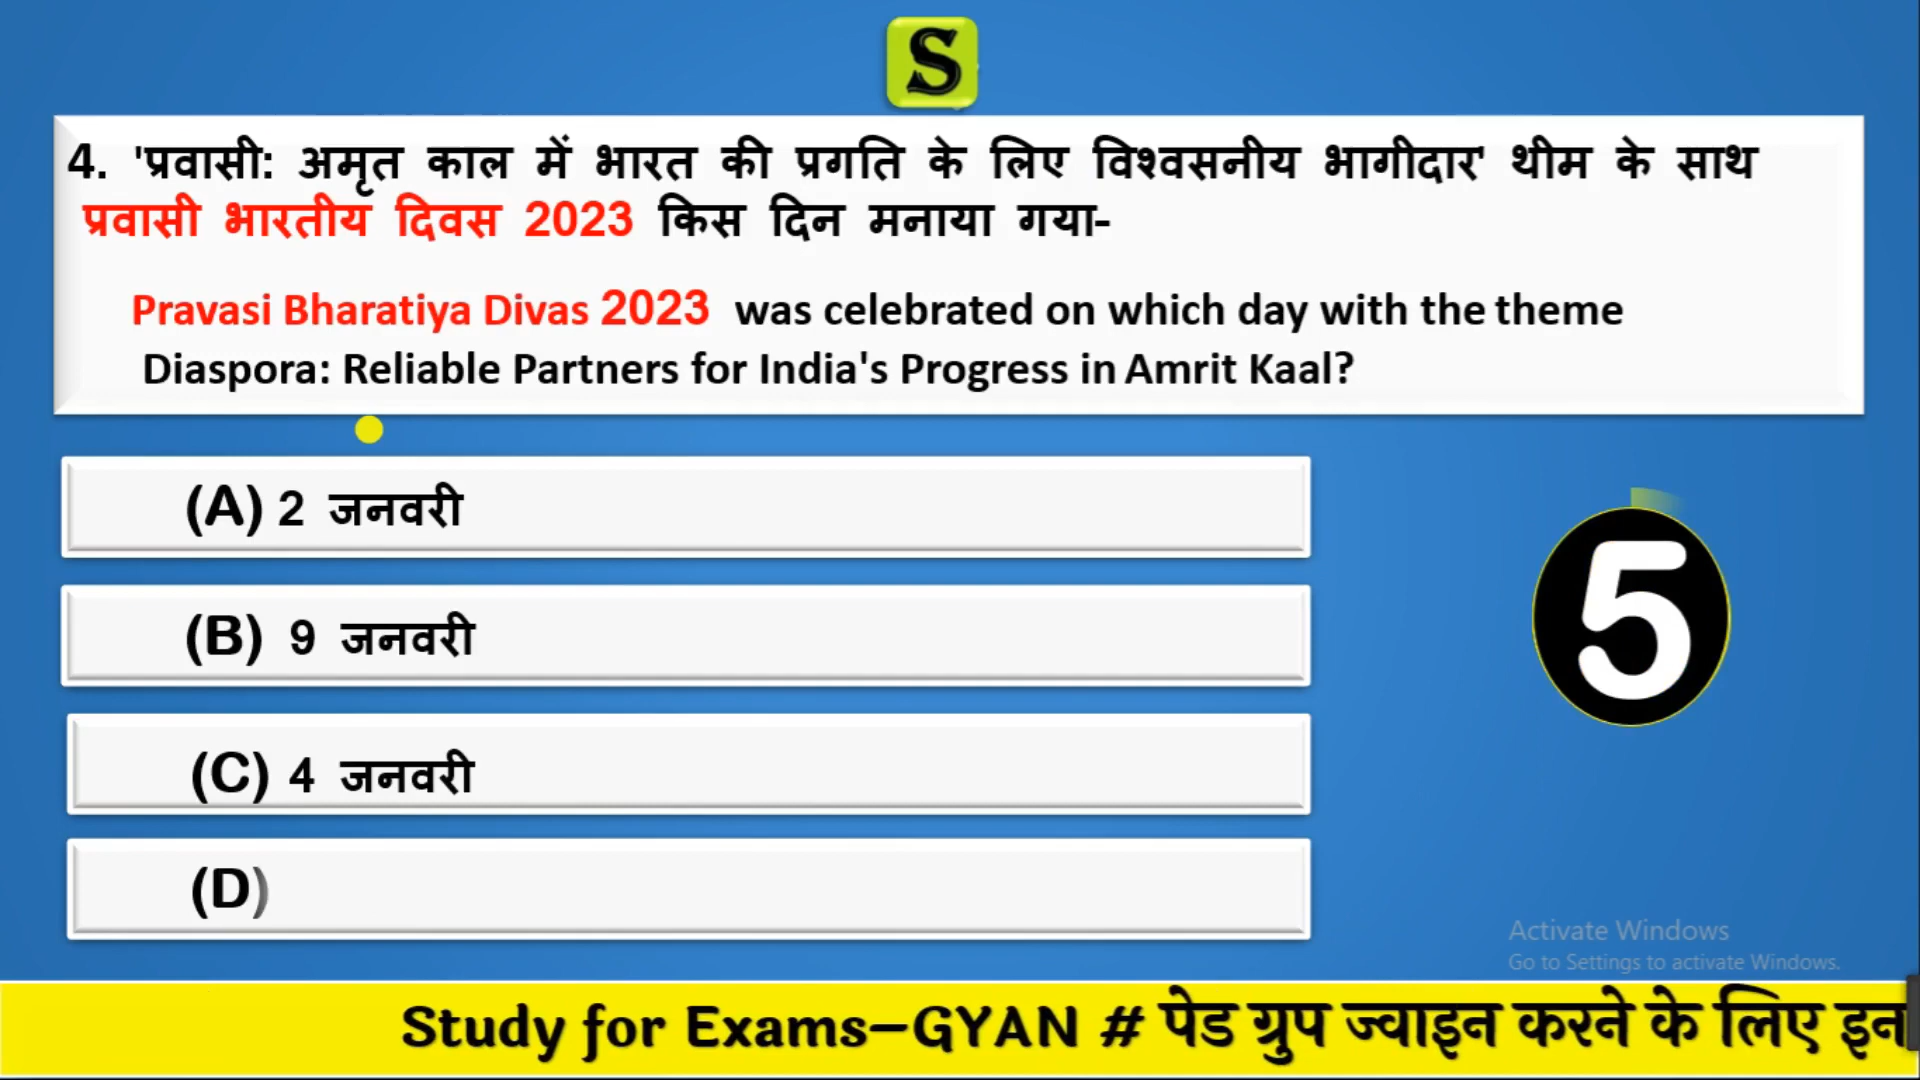 S
4. 'प्रवासी: अमृत काल में भारत की प्रगति के लिए विश्वसनीय भागीदार' थीम के साथ
प्रवासी भारतीय दिवस 2023 किस दिन मनाया गया-
Pravasi Bharatiya Divas 2023 was celebrated on which day with the theme
Diaspora: Reliable Partners for India's Progress in Amrit Kaal?
(A) 2 जनवरी
(B) 9 जनवरी
(C) 4 जनवरी
(D)
5
Activate Windows
Go to Settings to activate Windows.
Study for Exams–GYAN # पेड ग्रुप ज्वाइन करने के लिए इन